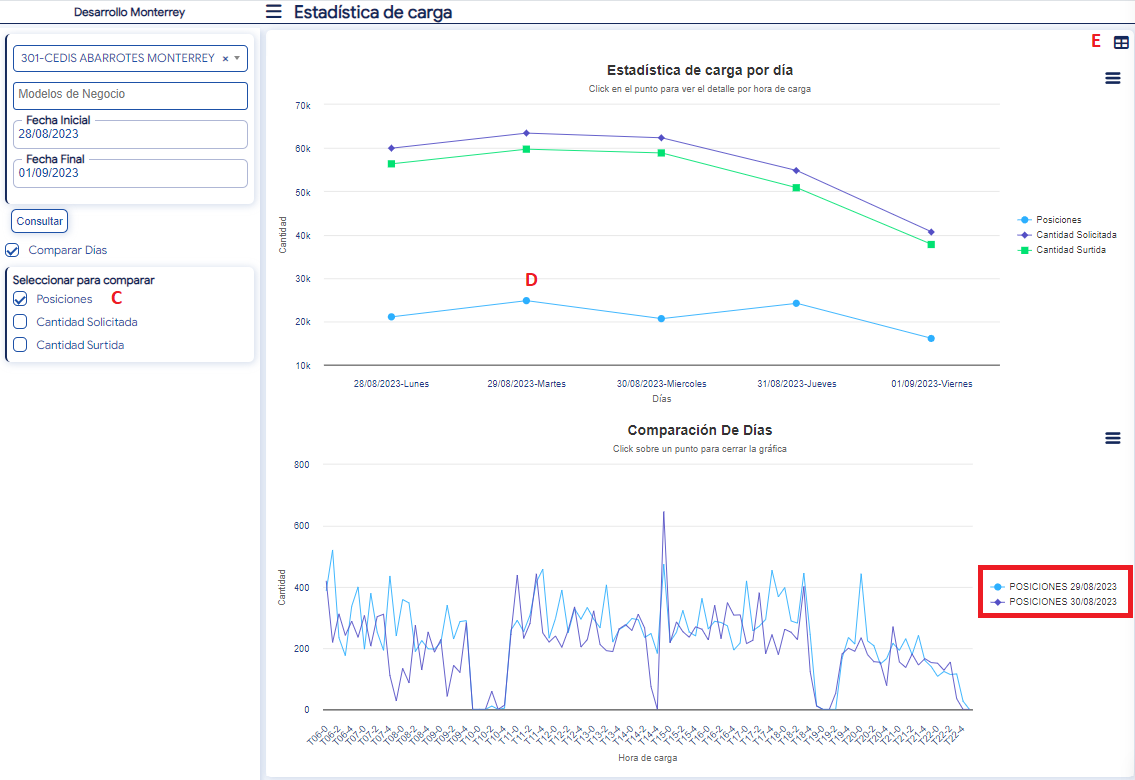 Desarrollo Monterrey
Estadística de carga
301-CEDIS ABARROTES MONTERREY ×
Modelos de Negocio
Fecha Inicial
28/08/2023
Fecha Final
01/09/2023
Consultar
Comparar Días
Seleccionar para comparar
Posiciones C
Cantidad Solicitada
Cantidad Surtida
E
Estadística de carga por día
Click en el punto para ver el detalle por hora de carga
70k
60k
50k
40k
30k
20k
10k
Cantidad
D
28/08/2023-Lunes 29/08/2023-Martes 30/08/2023-Miercoles 31/08/2023-Jueves 01/09/2023-Viernes
Días
Posiciones
Cantidad Solicitada
Cantidad Surtida
Comparación De Días
Click sobre un punto para cerrar la gráfica
800
600
400
200
0
Cantidad
T06-0 T06-2 T06-4 T07-0 T07-2 T07-4 T08-0 T08-2 T08-4 T09-0 T09-2 T09-4 T10-0 T10-2 T10-4 T11-0 T11-2 T11-4 T12-0 T12-2 T12-4 T13-0 T13-2 T13-4 T14-0 T14-2 T14-4 T15-0 T15-2 T15-4 T16-0 T16-2 T16-4 T17-0 T17-2 T17-4 T18-0 T18-2 T18-4 T19-0 T19-2 T19-4 T20-0 T20-2 T20-4 T21-0 T21-2 T21-4 T22-0 T22-2 T22-4
Hora de carga
POSICIONES 29/08/2023
POSICIONES 30/08/2023